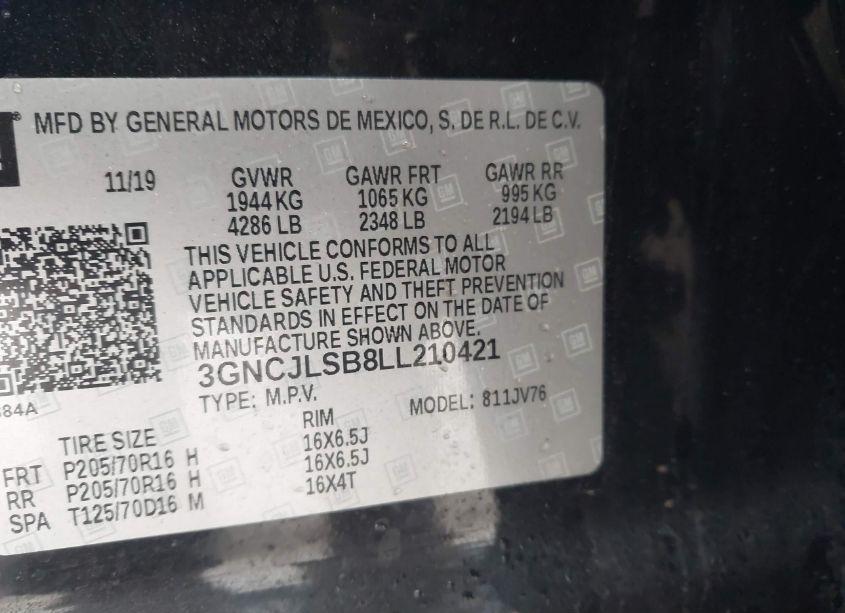 MFD BY GENERAL MOTORS DE MEXICO, S. DE R.L. DE C.V.
11/19 GVWR GAWR FRT GAWR RR
1944 KG 1065 KG 995 KG
4286 LB 2348 LB 2194 LB
THIS VEHICLE CONFORMS TO ALL
APPLICABLE U.S. FEDERAL MOTOR
VEHICLE SAFETY AND THEFT PREVENTION
STANDARDS IN EFFECT ON THE DATE OF
MANUFACTURE SHOWN ABOVE.
3GNCJLSB8LL210421
TYPE: M.P.V. MODEL: 811JV76
84A
TIRE SIZE RIM
FRT P205/70R16 H 16X6.5J
RR P205/70R16 H 16X6.5J
SPA T125/70D16 M 16X4T